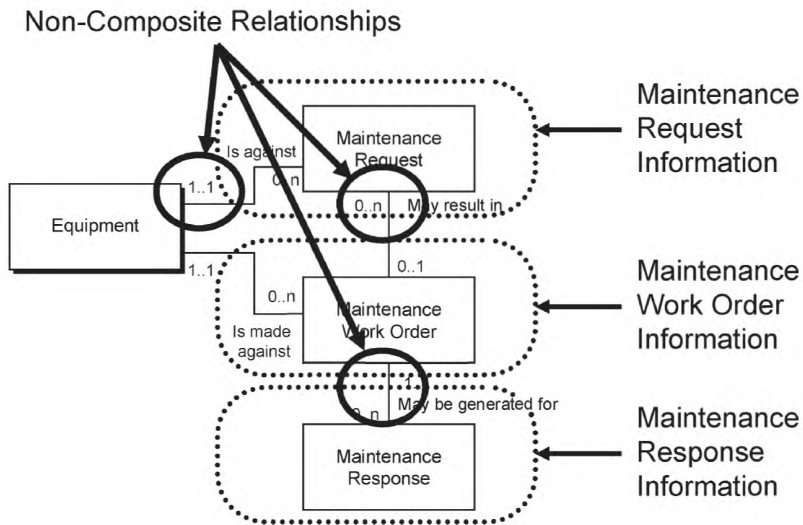 Non-Composite Relationships
Maintenance
Request
Information
Maintenance
Request
Is against
1..1
0..n
0..n
May result in
Equipment
1..1
0..1
0..n
Maintenance
Work Order
Is made
against
Maintenance
Work Order
Information
0..n
May be generated for
Maintenance
Response
Maintenance
Response
Information